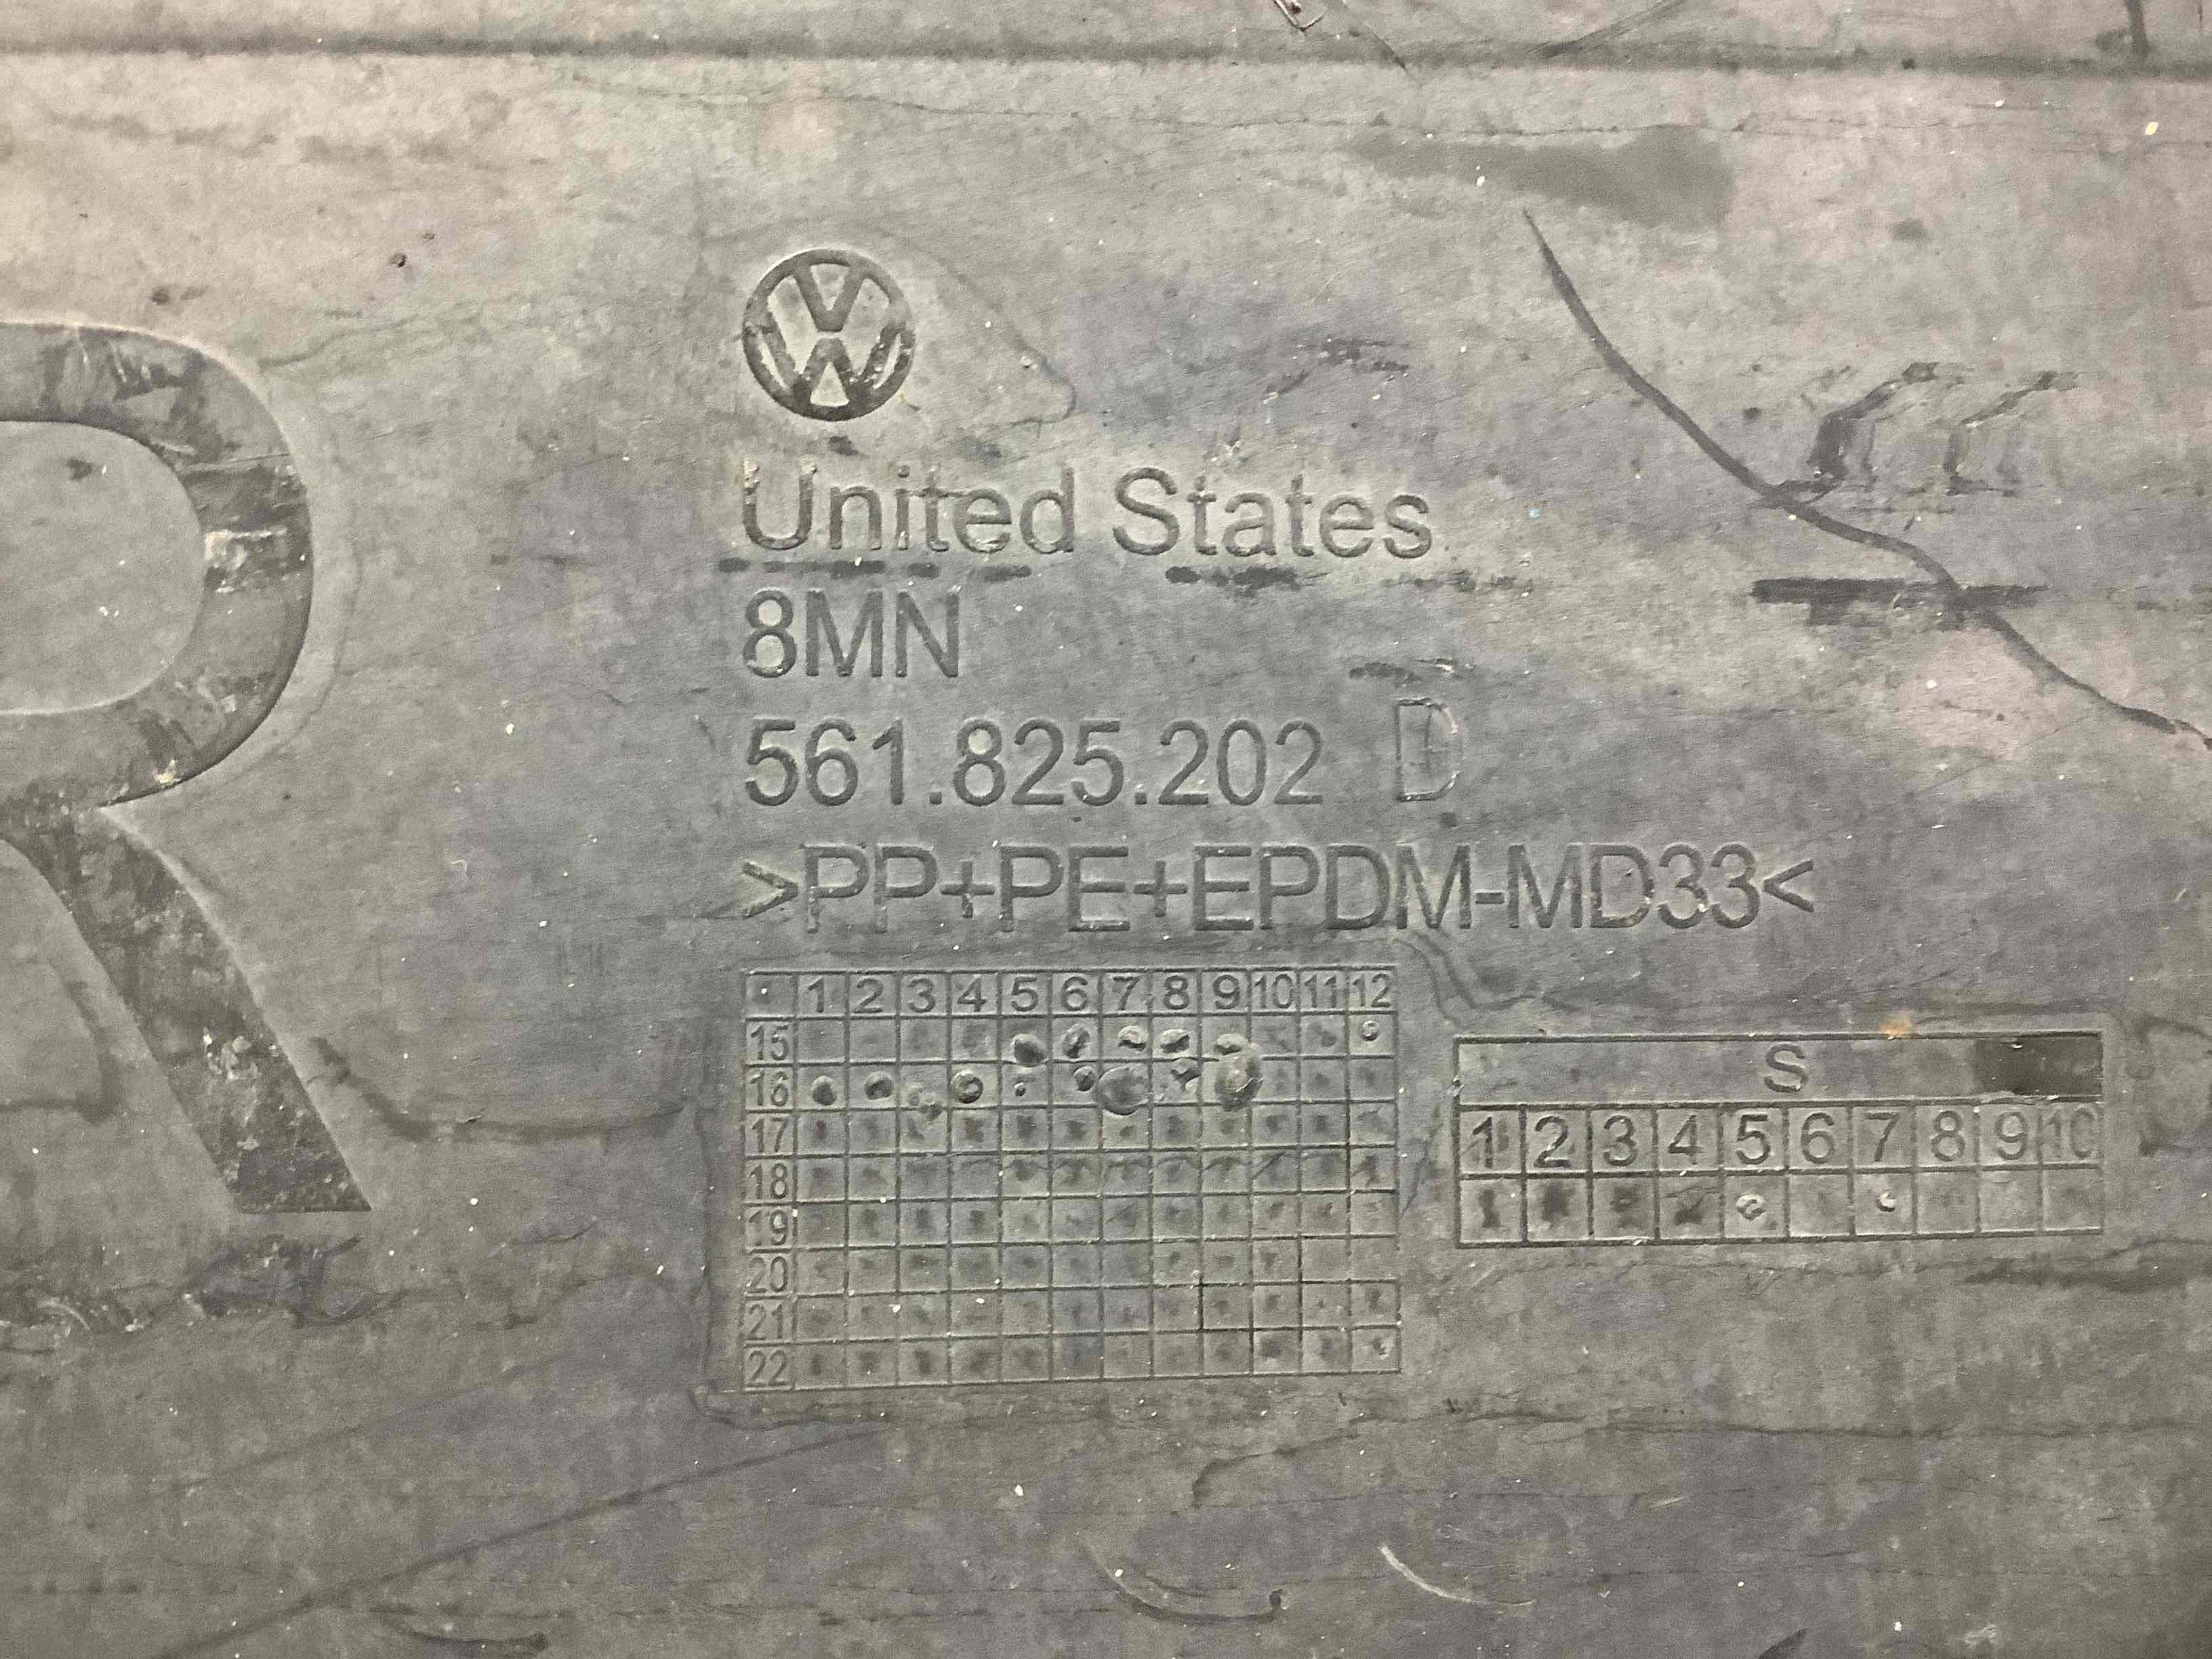 R
VW
United States
8MN
561.825.202 D
>PP+PE+EPDM-MD33<
1 2 3 4 5 6 7 8 9 10 11 12
15
16
17
18
19
20
21
22
S
1 2 3 4 5 6 7 8 9 10